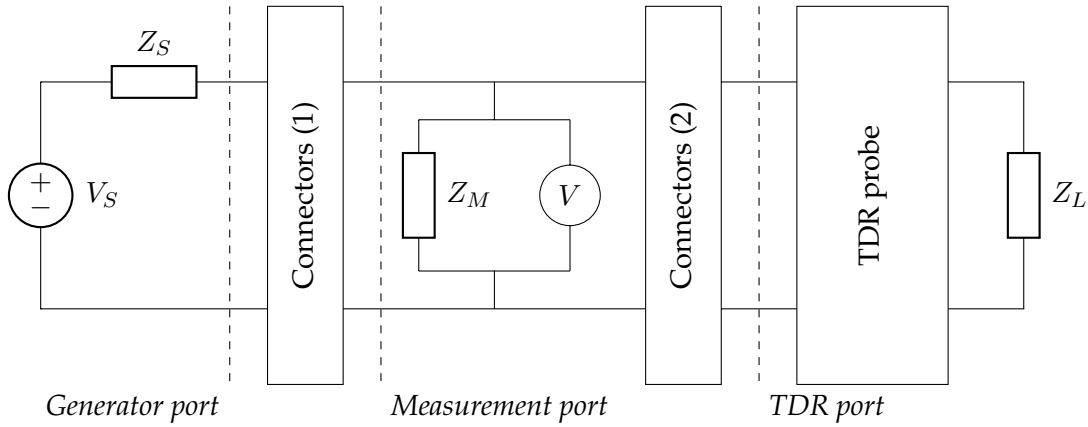 Z_S
+
−
V_S
Connectors (1)
Z_M
V
Connectors (2)
TDR probe
Z_L
Generator port
Measurement port
TDR port